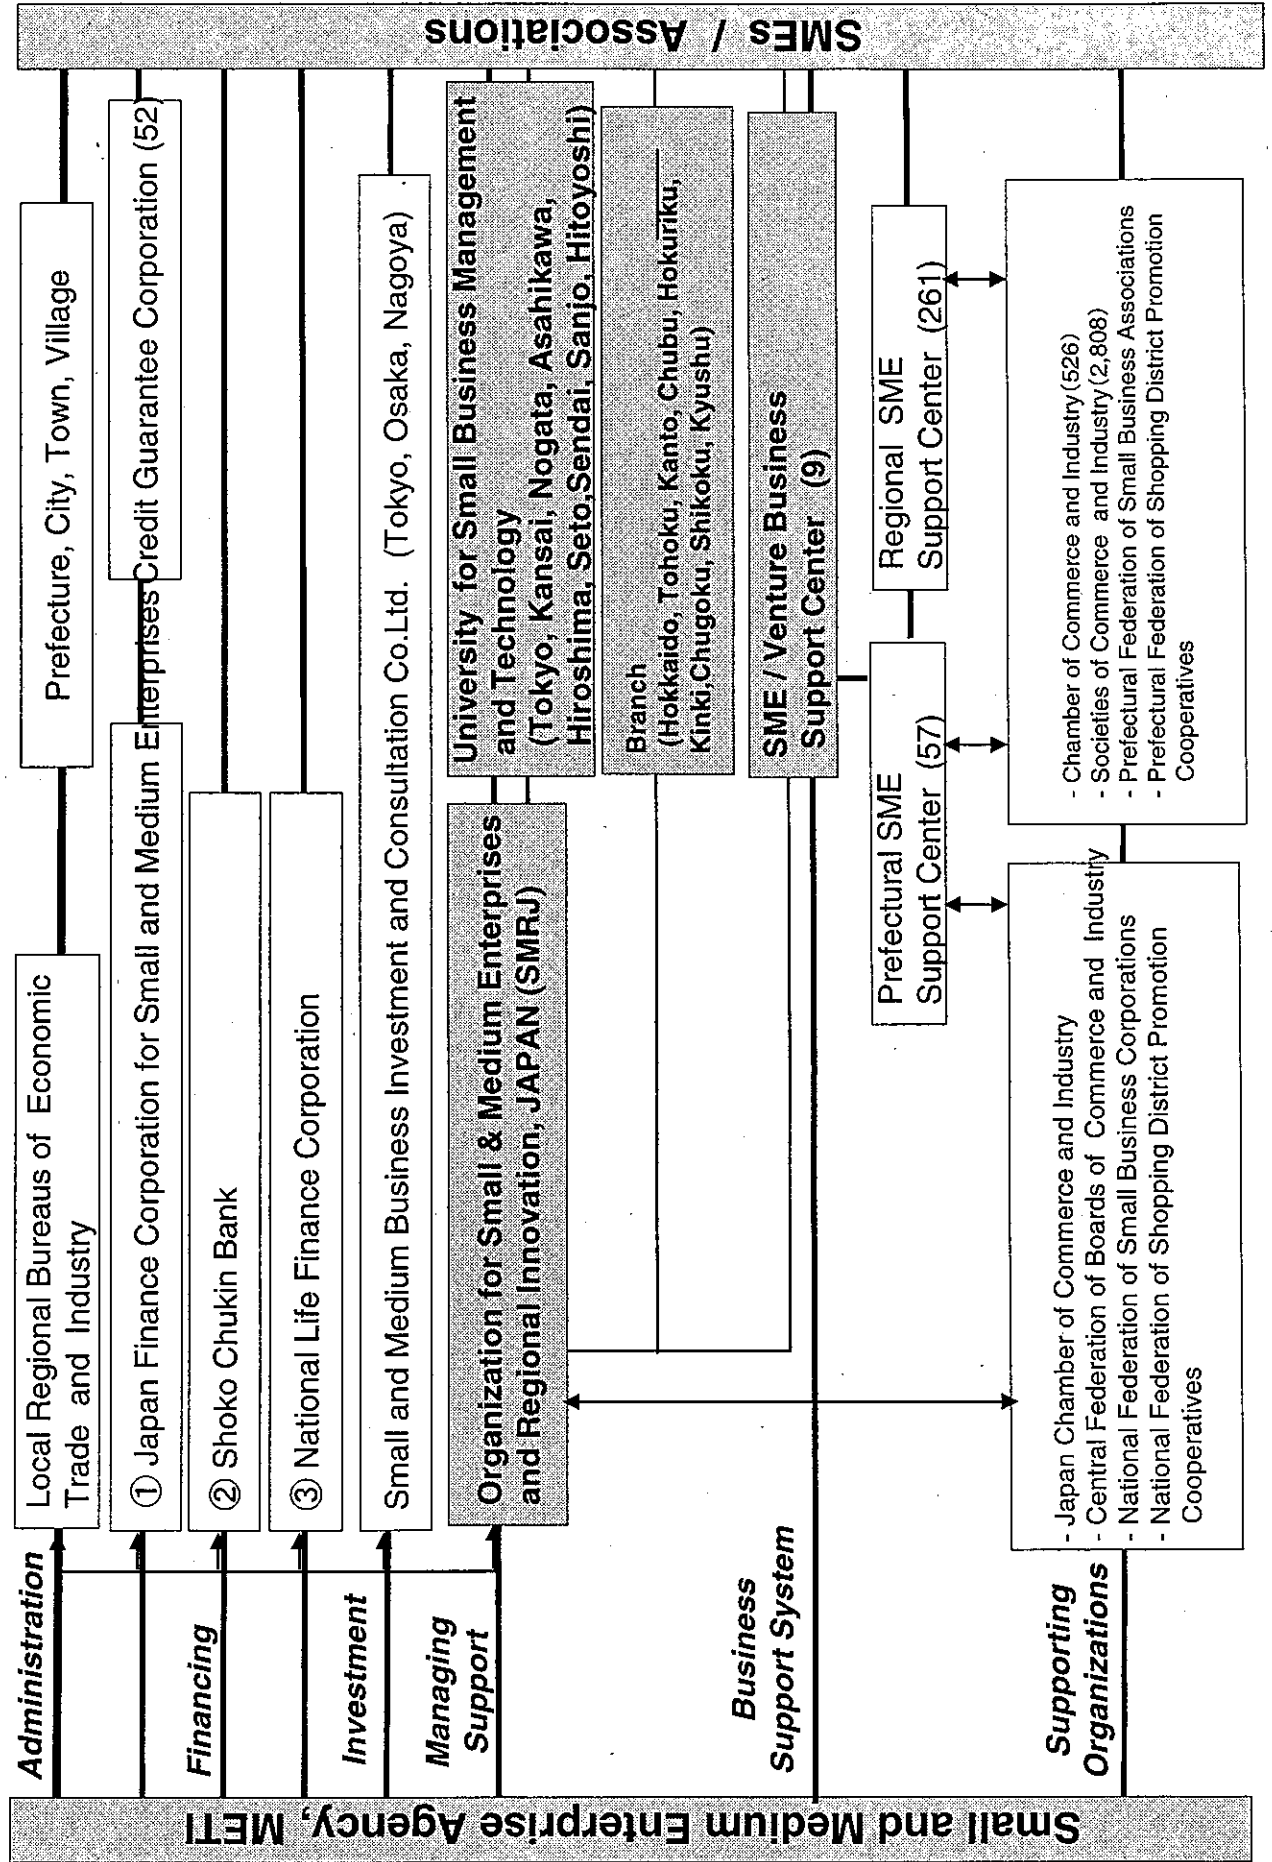 Small and Medium Enterprise Agency, METI
Administration
Local Regional Bureaus of Economic
Trade and Industry
Prefecture, City, Town, Village
Financing
① Japan Finance Corporation for Small and Medium Enterprises
Credit Guarantee Corporation (52)
② Shoko Chukin Bank
③ National Life Finance Corporation
Investment
Small and Medium Business Investment and Consultation Co.Ltd. (Tokyo, Osaka, Nagoya)
Managing
Support
Organization for Small & Medium Enterprises
and Regional Innovation, JAPAN (SMRJ)
University for Small Business Management
and Technology
(Tokyo, Kansai, Nogata, Asahikawa,
Hiroshima, Seto,Sendai, Sanjo, Hitoyoshi)
Branch
(Hokkaido, Tohoku, Kanto, Chubu, Hokuriku,
Kinki,Chugoku, Shikoku, Kyushu)
Business
Support System
SME / Venture Business
Support Center (9)
Prefectural SME
Support Center (57)
Regional SME
Support Center (261)
Supporting
Organizations
- Japan Chamber of Commerce and Industry
- Central Federation of Boards of Commerce and Industry
- National Federation of Small Business Corporations
- National Federation of Shopping District Promotion
Cooperatives
- Chamber of Commerce and Industry(526)
- Societies of Commerce and Industry(2,808)
- Prefectural Federation of Small Business Associations
- Prefectural Federation of Shopping District Promotion
Cooperatives
SMEs / Associations